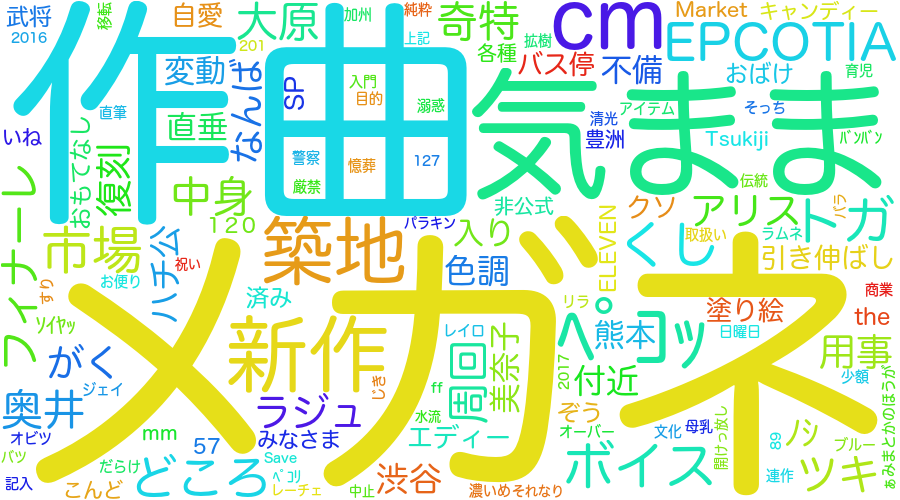 武将
2016
移転
自愛
201
大原
加州
純粋
上記
奇特
各種
拡樹
cm
Market
キャンディー
EPCOTIA
作曲
変動
直筆
直垂
なんば
SP
入門
目的
溺惑
警察
憶葬
127
厳禁
バス停
不備
おばけ
育児
清光
アイテム
そっち
豊洲
Tsukiji
バンバン
伝統
気まま
いね
おもてなし
復刻
中身
120
非公式
クソ
アリス
バラ
トガ
フィナーレ
市場
ハチ公
祝い
お便り
すり
築地
パラキン
入り
色調
ELEVEN
くし
取扱い
ラムネ
引き伸ばし
商業
済み
ソイヤッ
メガネ
新作
レイロ
リラ
ペョッ
熊本
塗り絵
日曜日
the
がく
ジェイ
じき
周回
美奈子
2017
付近
用事
少額
奥井
オビツ
バツ
記入
mm
57
ラジュ
みなさま
ff
水流
エディー
ぞう
オーバー
文化
母乳
開けっ放し
89
ノシ
ブルー
あみまとかのほうが
だらけ
こんど
どころ
Save
ペコリ
レーチェ
中止
渋谷
濃いめそれなり
ボイス
連作
ツキ